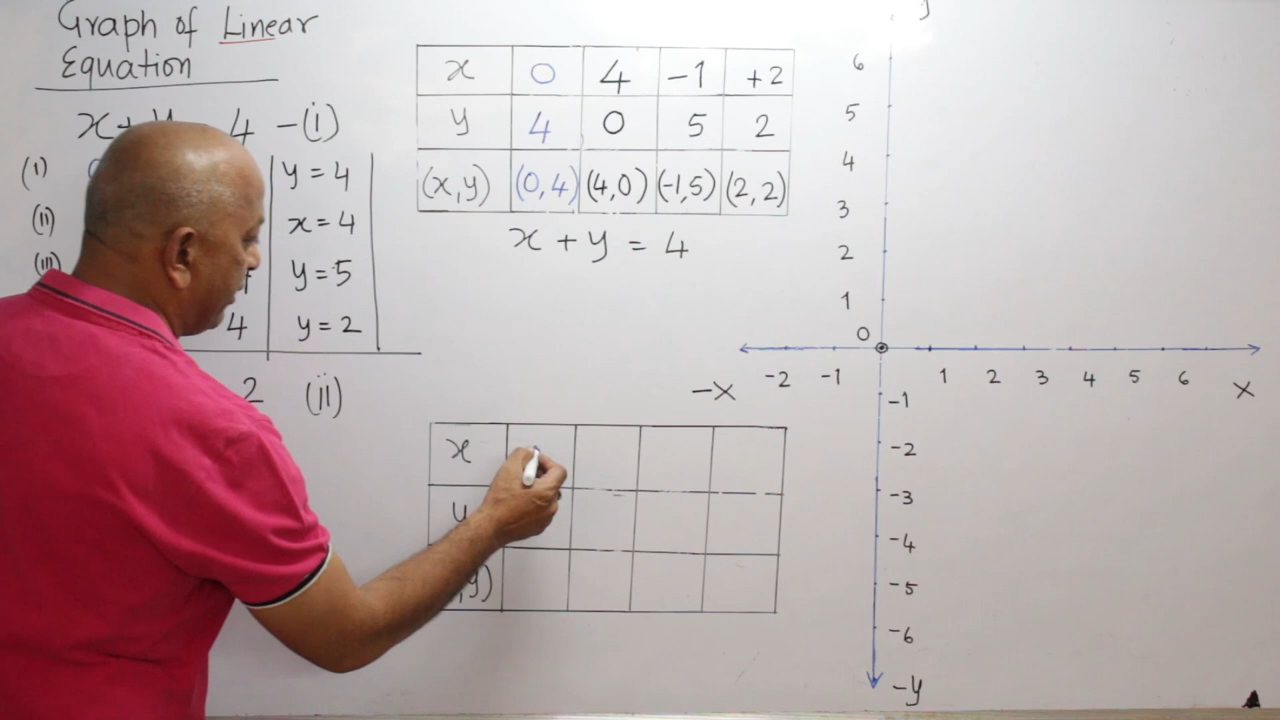 Graph of Linear
Equation
x + y = 4 - (i)
(i) y = 4
(ii) x = 4
(iii) y = 5
4 y = 2
2 (ii)
x 0 4 -1 +2
y 4 0 5 2
(x,y) (0,4) (4,0) (-1,5) (2,2)
x + y = 4
x
y
,y)
y
6
5
4
3
2
1
0
-2 -1 1 2 3 4 5 6
-x x
-1
-2
-3
-4
-5
-6
-y